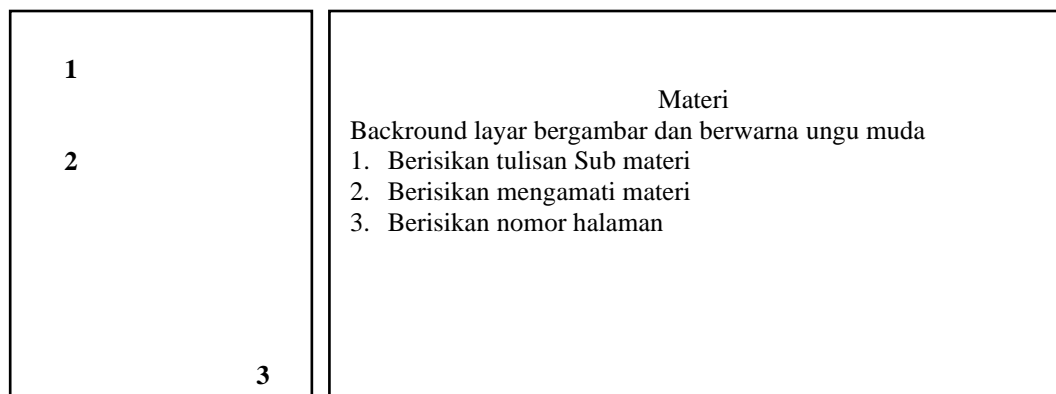 1
2
3
Materi
Backround layar bergambar dan berwarna ungu muda
1. Berisikan tulisan Sub materi
2. Berisikan mengamati materi
3. Berisikan nomor halaman